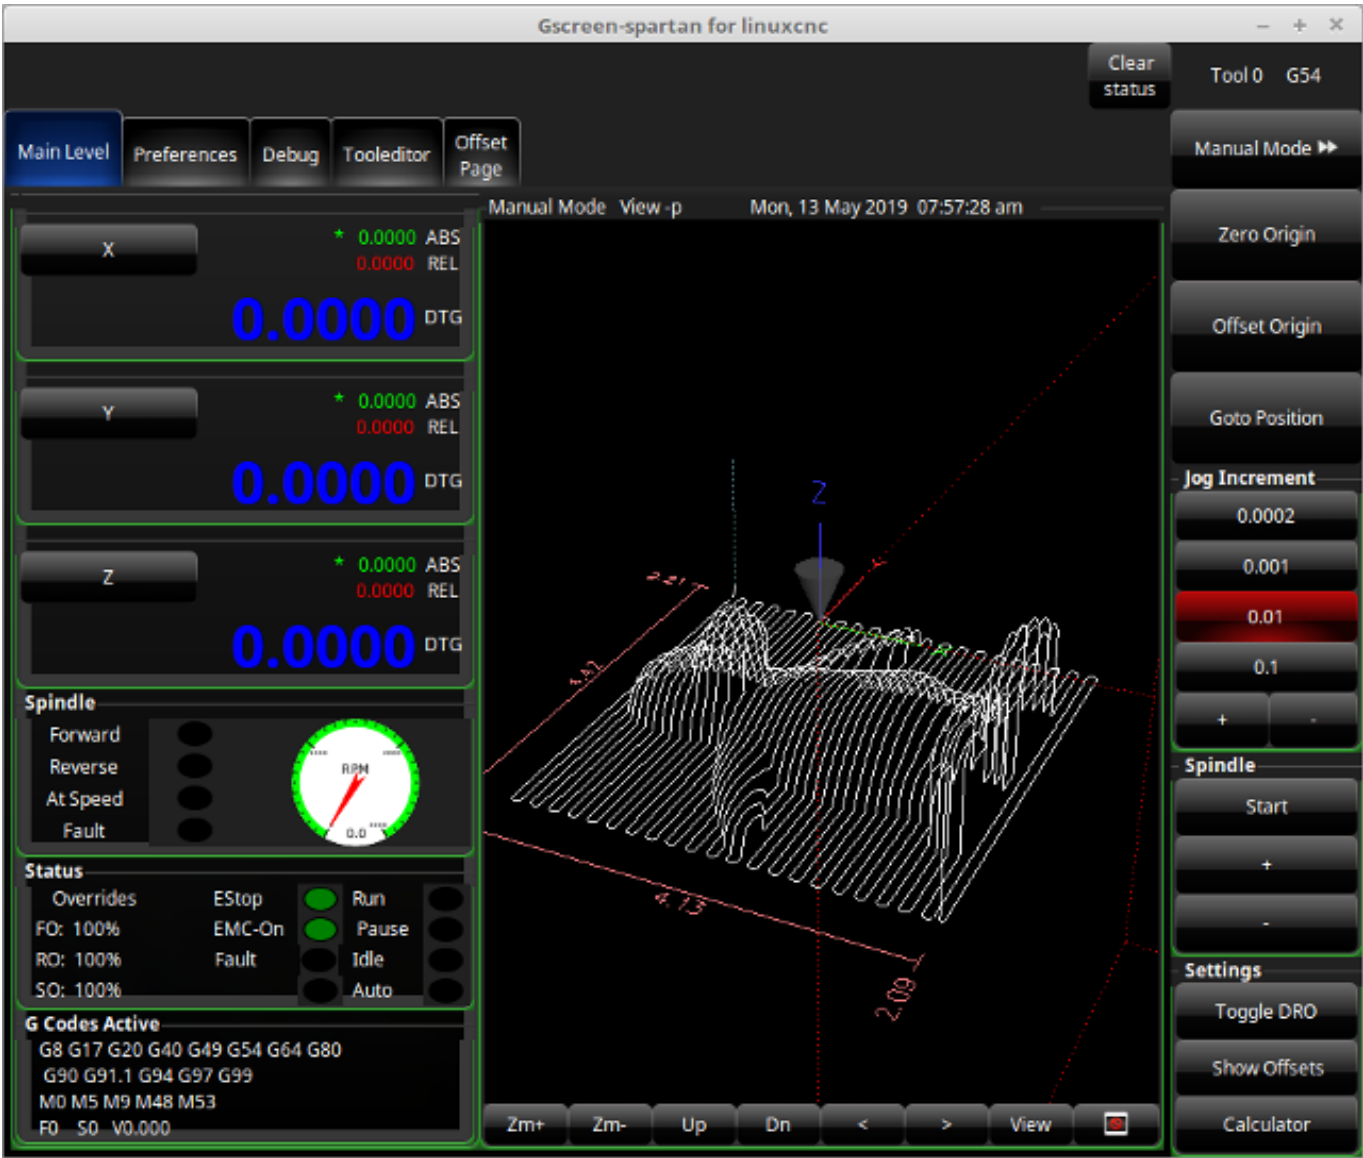 Gscreen-spartan for linuxcnc
Clear
status
Tool 0 G54
Main Level
Preferences
Debug
Tooleditor
Offset
Page
Manual Mode
Manual Mode View -p Mon, 13 May 2019 07:57:28 am
X
* 0.0000 ABS
0.0000 REL
0.0000 DTG
Y
* 0.0000 ABS
0.0000 REL
0.0000 DTG
Z
* 0.0000 ABS
0.0000 REL
0.0000 DTG
Spindle
Forward
Reverse
At Speed
Fault
RPM
0.0
Status
Overrides EStop Run
FO: 100% EMC-On Pause
RO: 100% Fault Idle
SO: 100% Auto
G Codes Active
G8 G17 G20 G40 G49 G54 G64 G80
G90 G91.1 G94 G97 G99
M0 M5 M9 M48 M53
F0 S0 V0.000
Z
4.42
4.13
2.09
Zm+
Zm-
Up
Dn
<
>
View
Zero Origin
Offset Origin
Goto Position
Jog Increment
0.0002
0.001
0.01
0.1
+ -
Spindle
Start
+
-
Settings
Toggle DRO
Show Offsets
Calculator